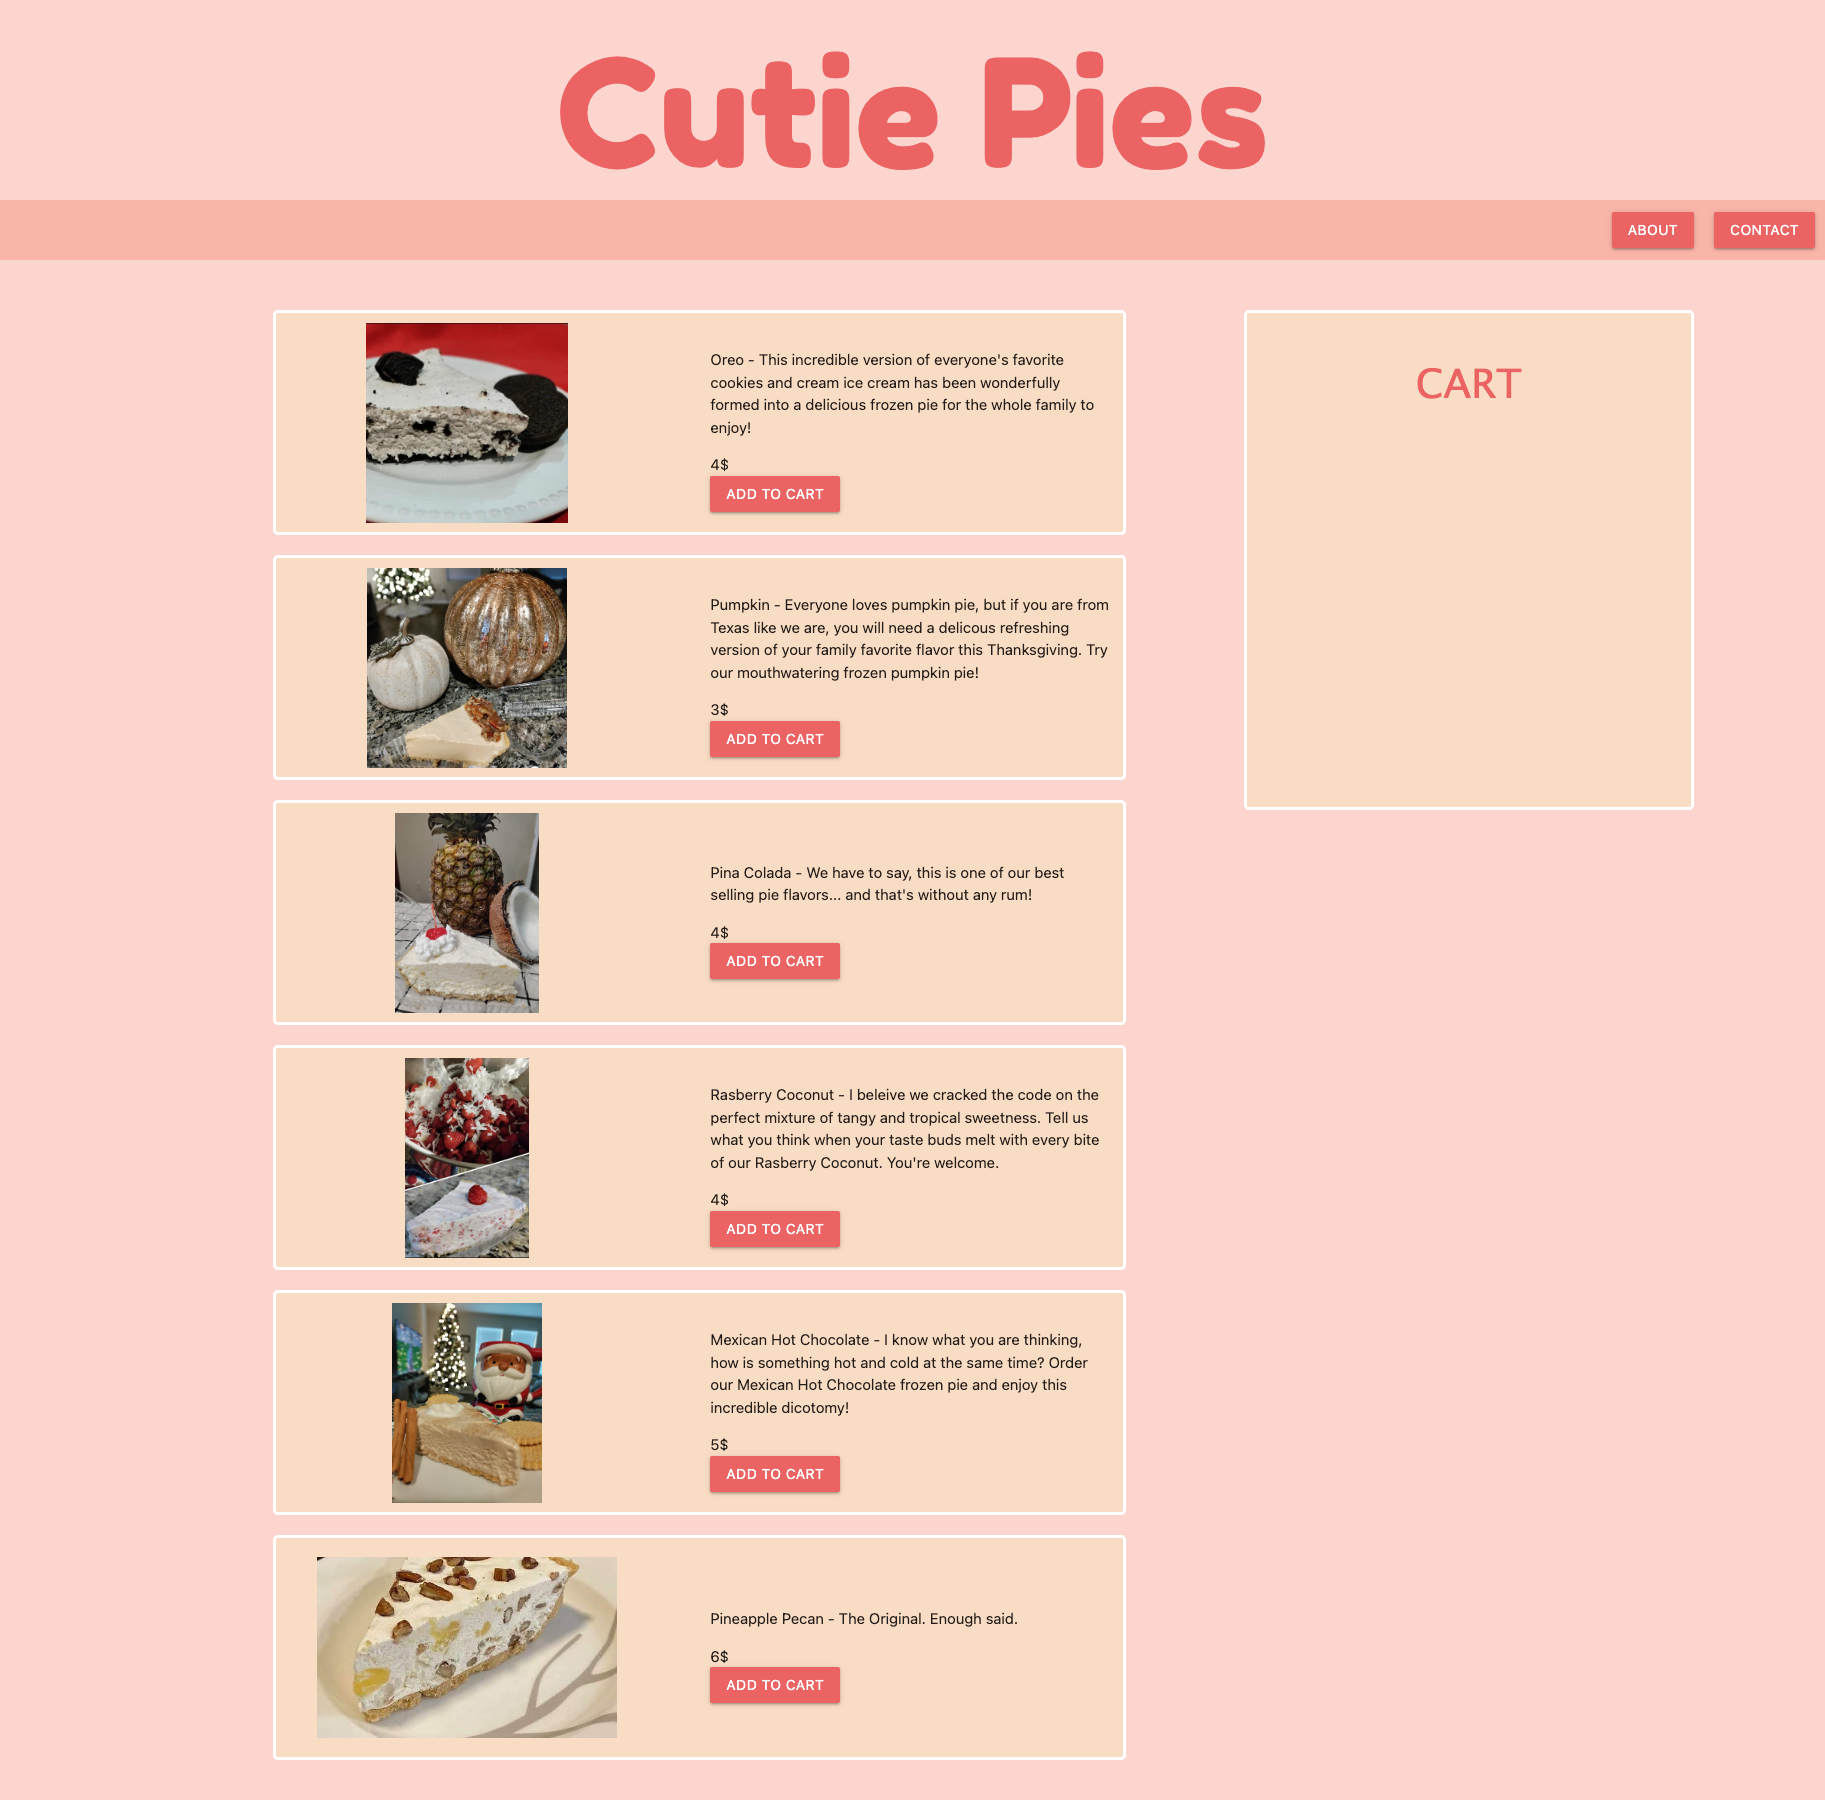 Cutie Pies
ABOUT
CONTACT
Oreo - This incredible version of everyone's favorite
cookies and cream ice cream has been wonderfully
formed into a delicious frozen pie for the whole family to
enjoy!
4$
ADD TO CART
CART
Pumpkin - Everyone loves pumpkin pie, but if you are from
Texas like we are, you will need a delicous refreshing
version of your family favorite flavor this Thanksgiving. Try
our mouthwatering frozen pumpkin pie!
3$
ADD TO CART
Pina Colada - We have to say, this is one of our best
selling pie flavors... and that's without any rum!
4$
ADD TO CART
Rasberry Coconut - I beleive we cracked the code on the
perfect mixture of tangy and tropical sweetness. Tell us
what you think when your taste buds melt with every bite
of our Rasberry Coconut. You're welcome.
4$
ADD TO CART
Mexican Hot Chocolate - I know what you are thinking,
how is something hot and cold at the same time? Order
our Mexican Hot Chocolate frozen pie and enjoy this
incredible dicotomy!
5$
ADD TO CART
Pineapple Pecan - The Original. Enough said.
6$
ADD TO CART